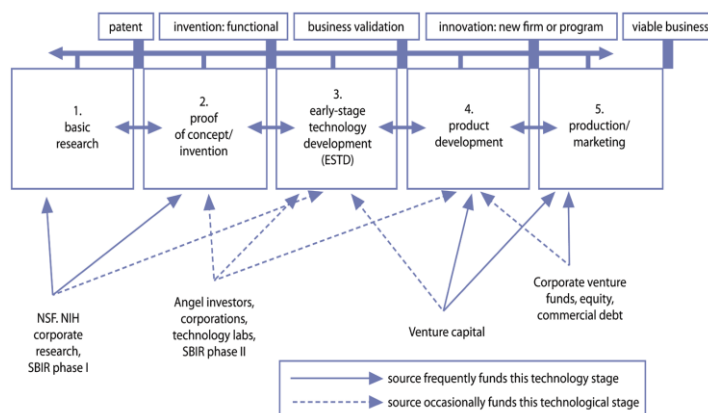 patent
invention: functional
business validation
innovation: new firm or program
viable business
1.
basic
research
2.
proof
of concept/
invention
3.
early-stage
technology
development
(ESTD)
4.
product
development
5.
production/
marketing
NSF. NIH
corporate
research,
SBIR phase I
Angel investors,
corporations,
technology labs,
SBIR phase II
Venture capital
Corporate venture
funds, equity,
commercial debt
source frequently funds this technology stage
source occasionally funds this technological stage